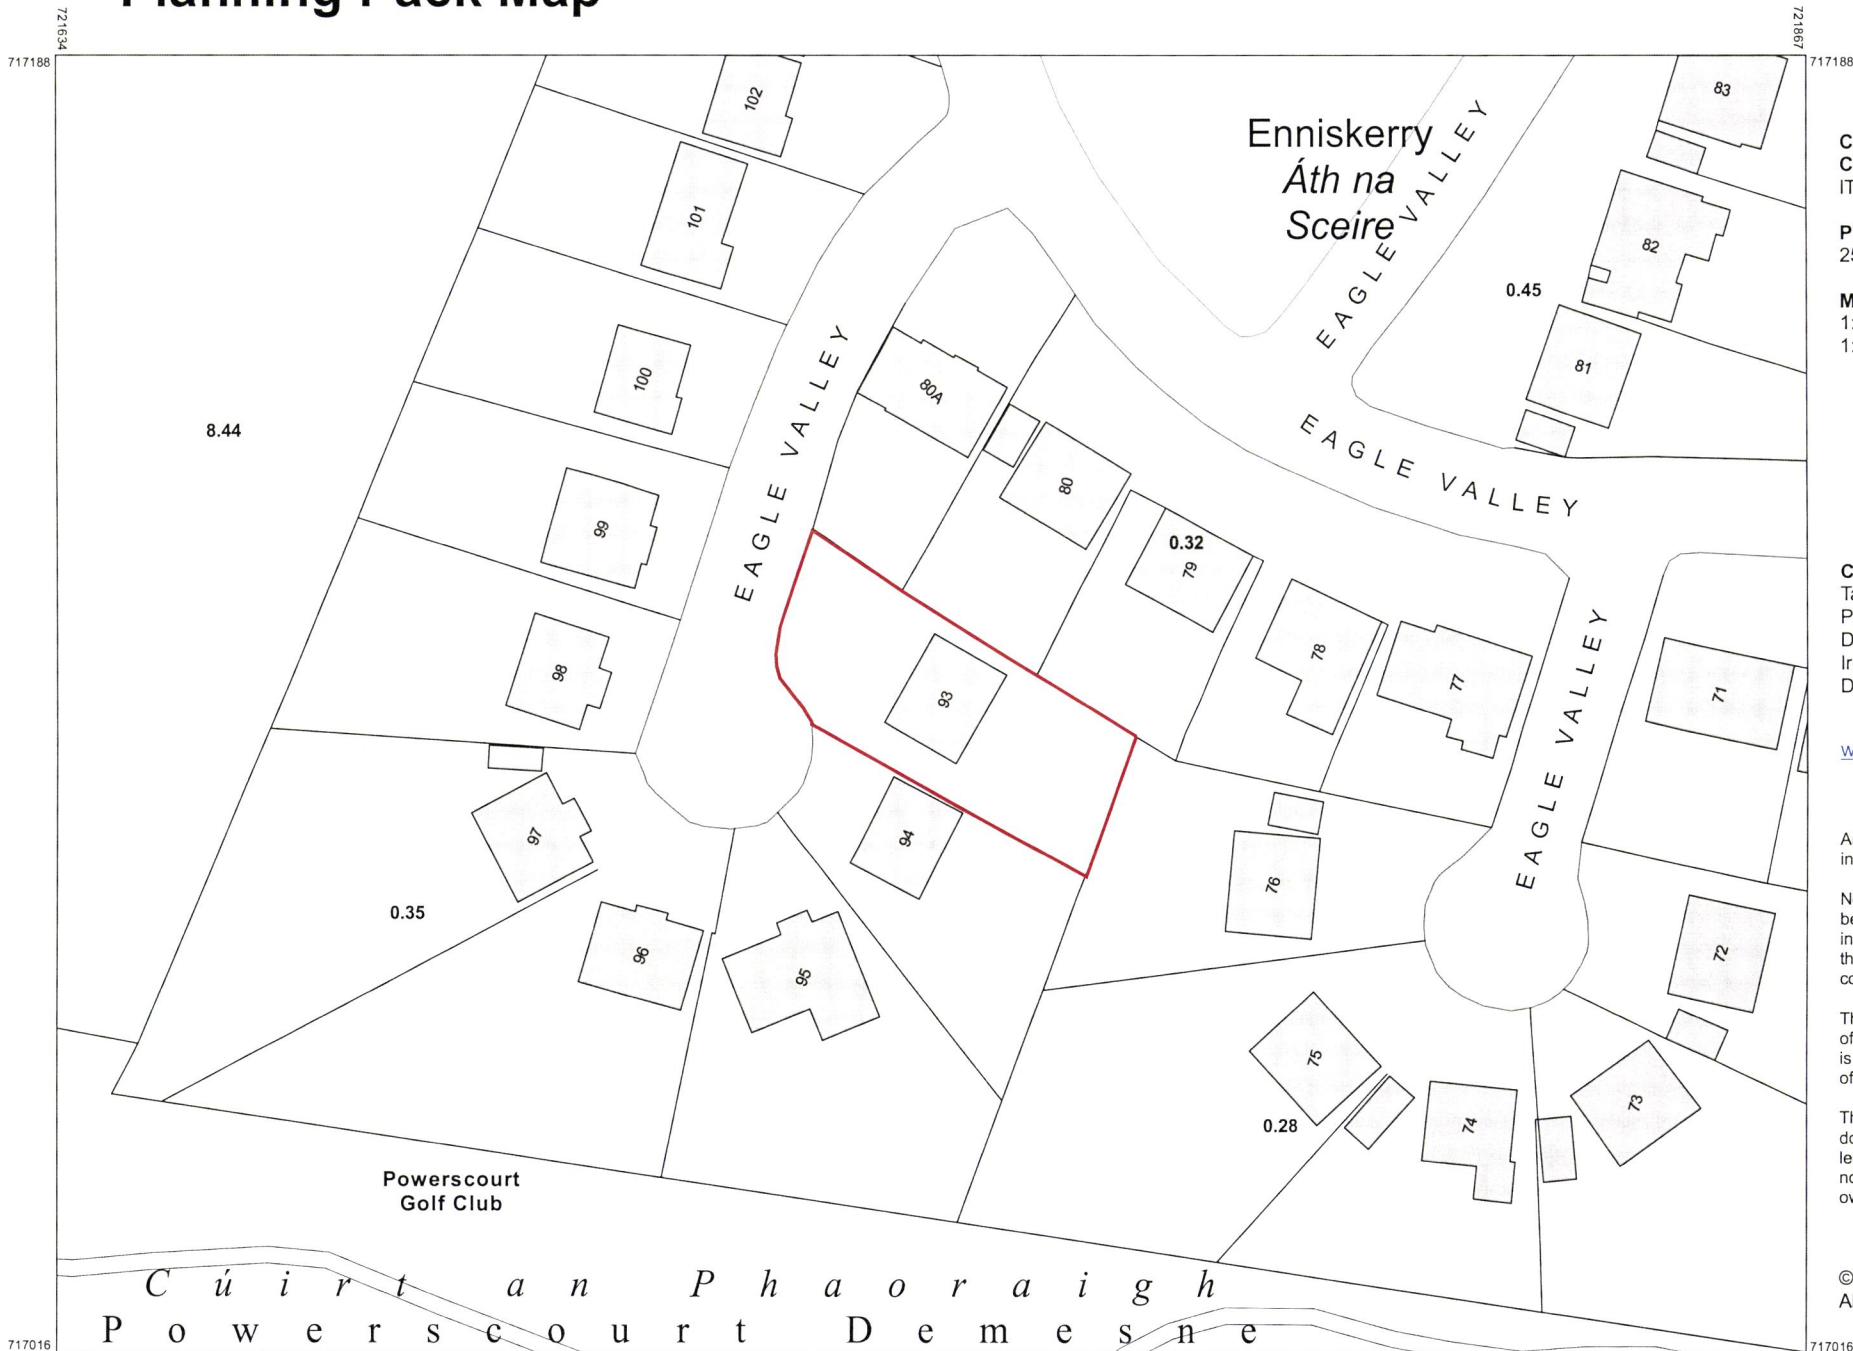 Planning Pack Map
721634
721867
717188
717188
102
83
Enniskerry
Áth na
Sceire
EAGLE VALLEY
101
82
0.45
81
100
80A
EAGLE VALLEY
8.44
EAGLE VALLEY
80
99
0.32
79
78
77
71
98
93
EAGLE VALLEY
97
94
76
0.35
96
95
72
75
74
73
0.28
Powerscourt
Golf Club
Cúirt an Phaoraigh
Powerscourt Demesne
717016
717016